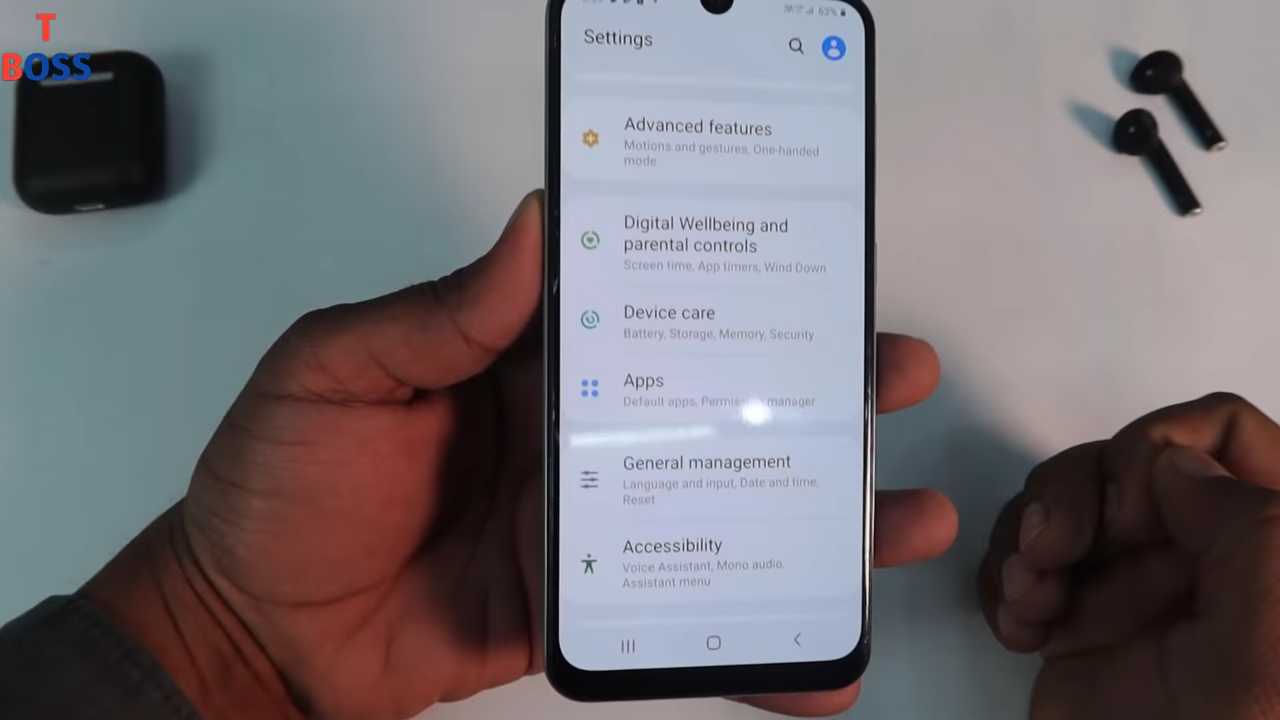 T
BOSS
62%
Settings
Advanced features
Motions and gestures, One-handed
mode
Digital Wellbeing and
parental controls
Screen time, App timers, Wind Down
Device care
Battery, Storage, Memory, Security
Apps
Default apps, Permission manager
General management
Language and input, Date and time,
Reset
Accessibility
Voice Assistant, Mono audio,
Assistant menu